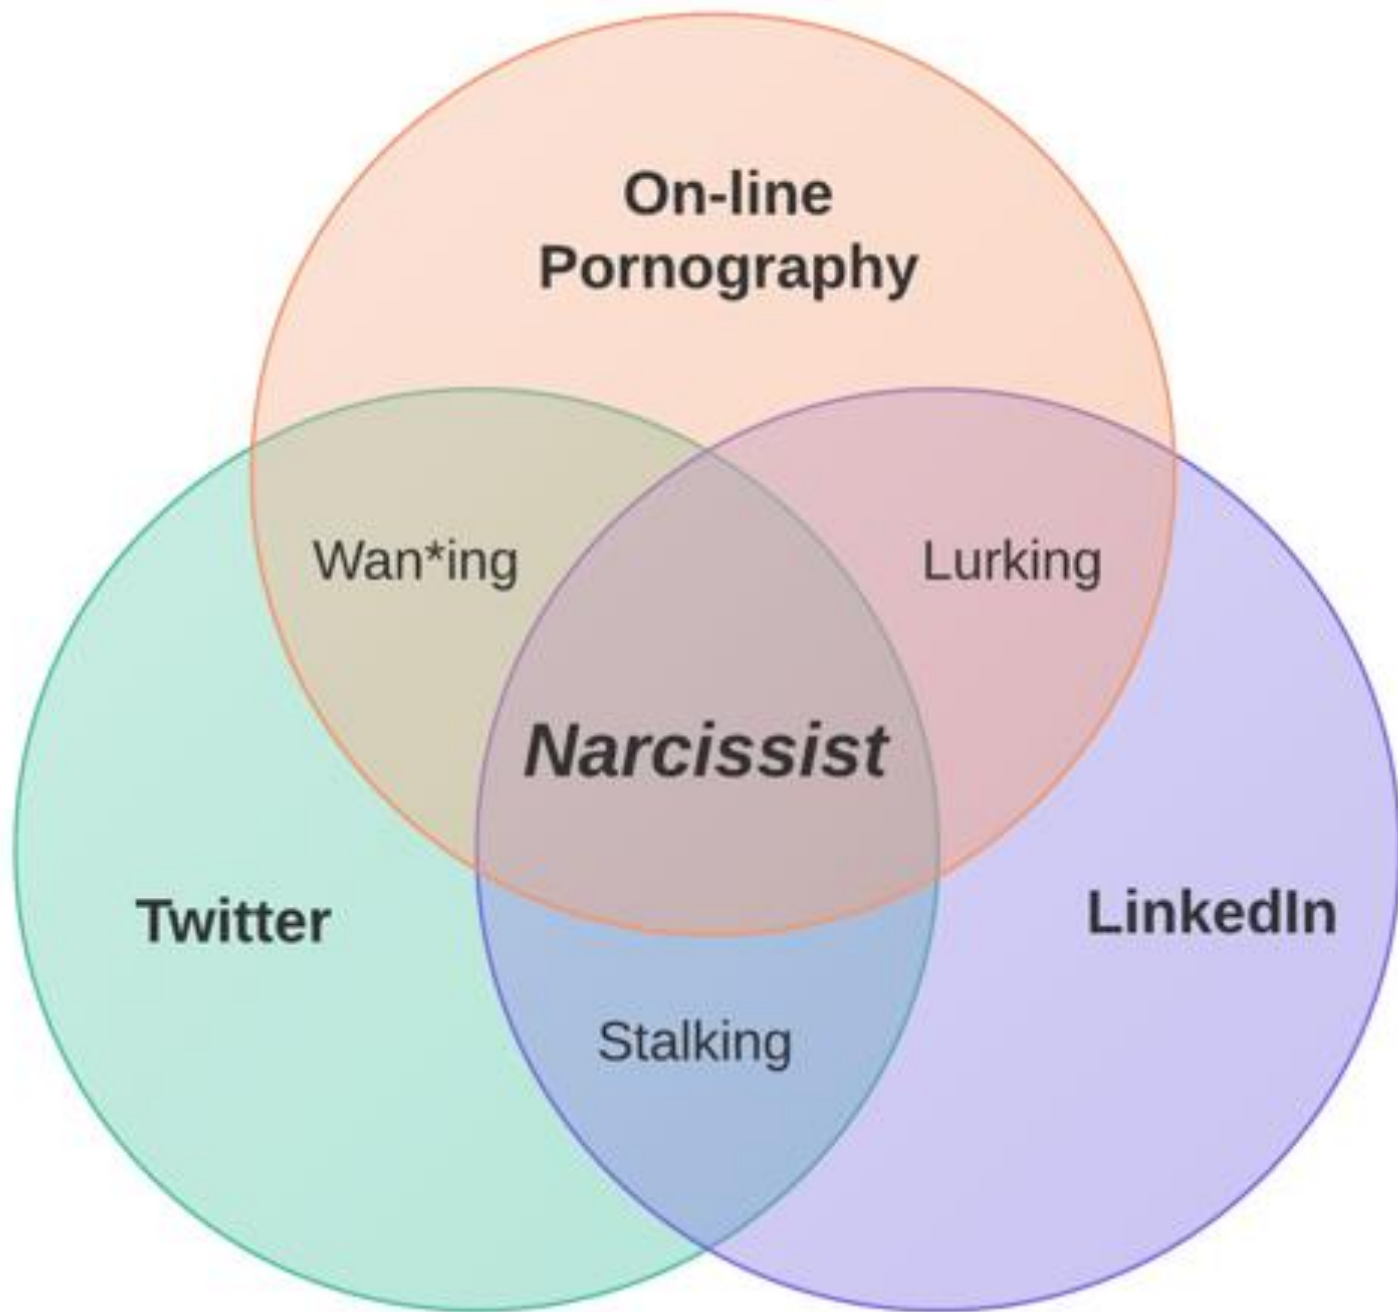 On-line
Pornography
Wan*ing
Lurking
Narcissist
Twitter
LinkedIn
Stalking